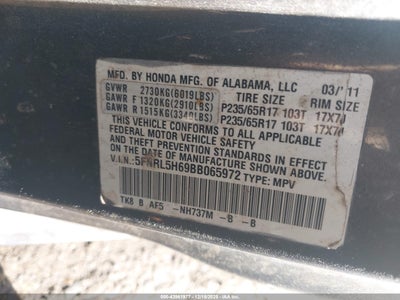 MFD. BY HONDA MFG. OF ALABAMA, LLC 03/'11
GVWR 2730KG(6019LBS) TIRE SIZE RIM SIZE
GAWR F 1320KG(2910LBS) P235/65R17 103T 17X7J
GAWR R 1515KG(3340LBS) P235/65R17 103T 17X7J
THIS VEHICLE CONFORMS TO ALL APPLICABLE
FEDERAL MOTOR VEHICLE SAFETY, BUMPER
AND THEFT PREVENTION STANDARDS IN EFFECT
ON THE DATE OF MANUFACTURE SHOWN ABOVE.
V.I.N.:5FNRL5H69BB065972 TYPE: MPV
TK8 B AF5 -NH737M -B -B